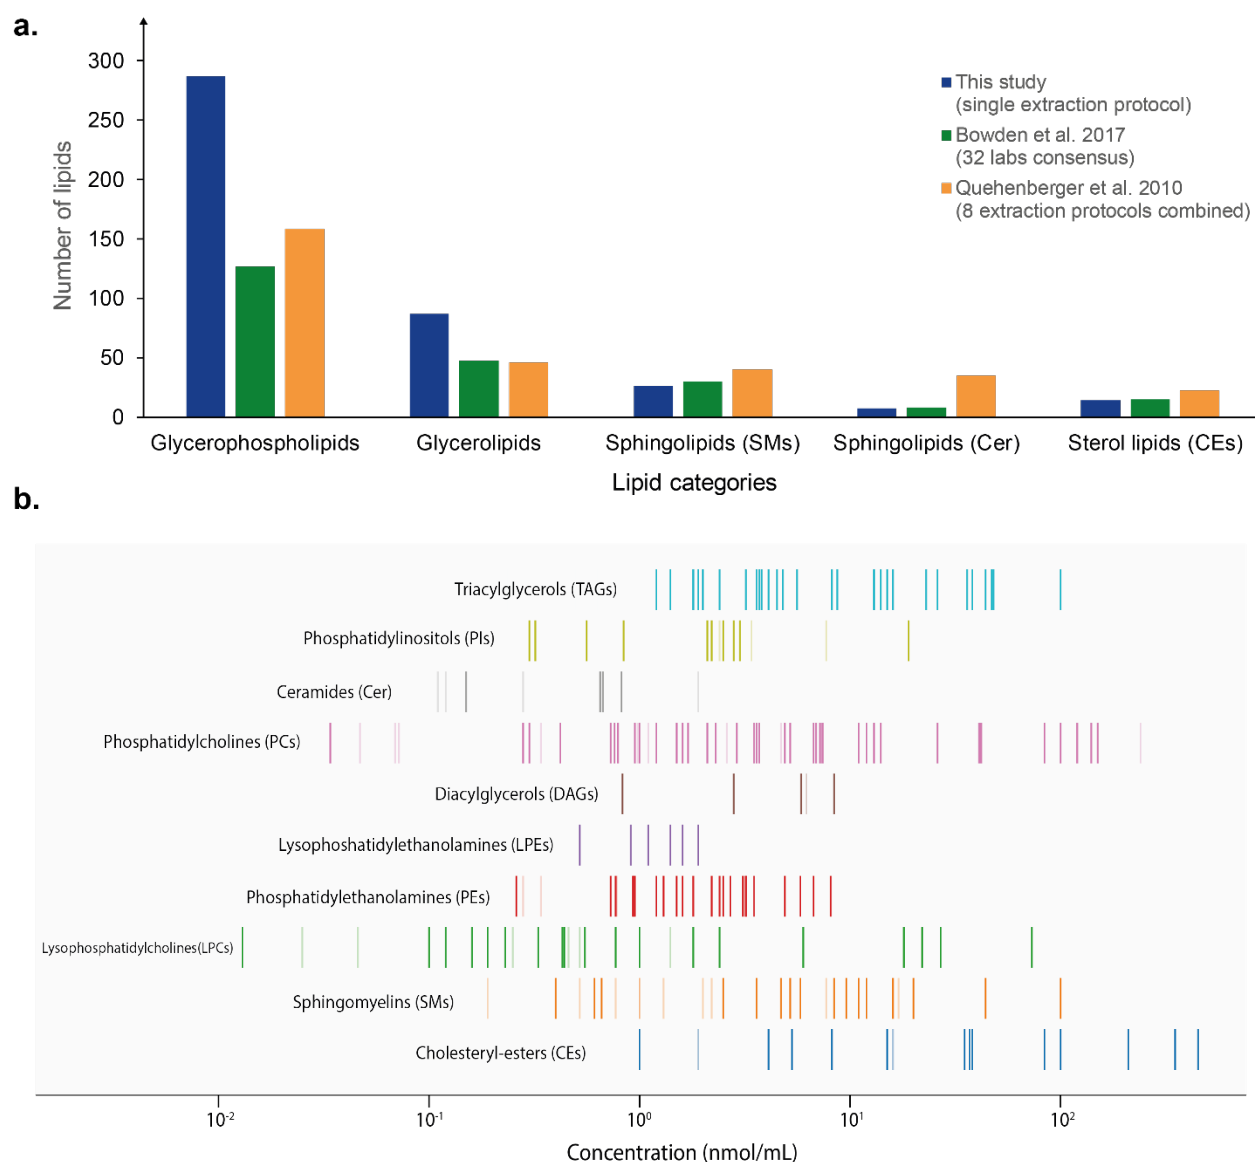 a.
Number of lipids
300
250
200
150
100
50
0
This study
(single extraction protocol)
Bowden et al. 2017
(32 labs consensus)
Quehenberger et al. 2010
(8 extraction protocols combined)
Glycerophospholipids
Glycerolipids
Sphingolipids (SMs)
Sphingolipids (Cer)
Sterol lipids (CEs)
Lipid categories
b.
Triacylglycerols (TAGs)
Phosphatidylinositols (PIs)
Ceramides (Cer)
Phosphatidylcholines (PCs)
Diacylglycerols (DAGs)
Lysophoshatidylethanolamines (LPEs)
Phosphatidylethanolamines (PEs)
Lysophosphatidylcholines(LPCs)
Sphingomyelins (SMs)
Cholesteryl-esters (CEs)
10⁻²
10⁻¹
10⁰
10¹
10²
Concentration (nmol/mL)